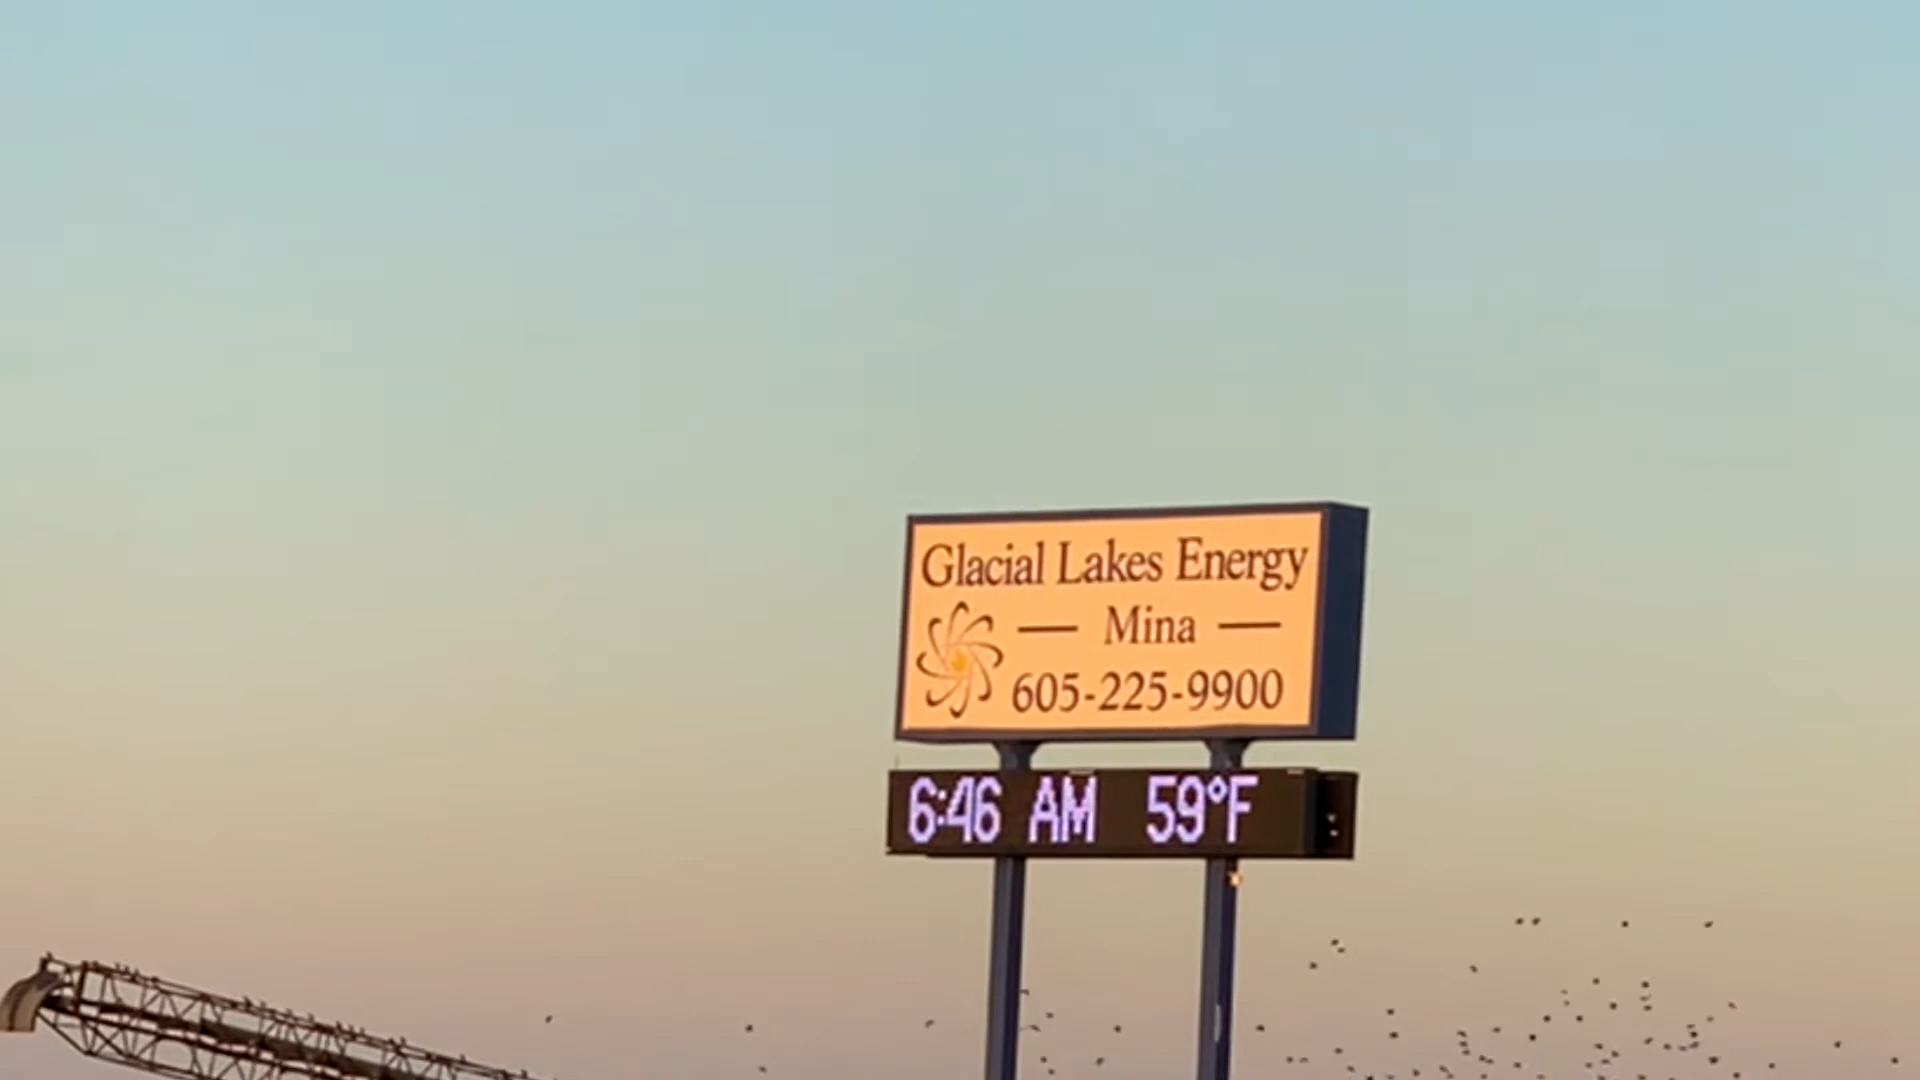 Glacial Lakes Energy
— Mina —
605-225-9900
6:46 AM 59°F